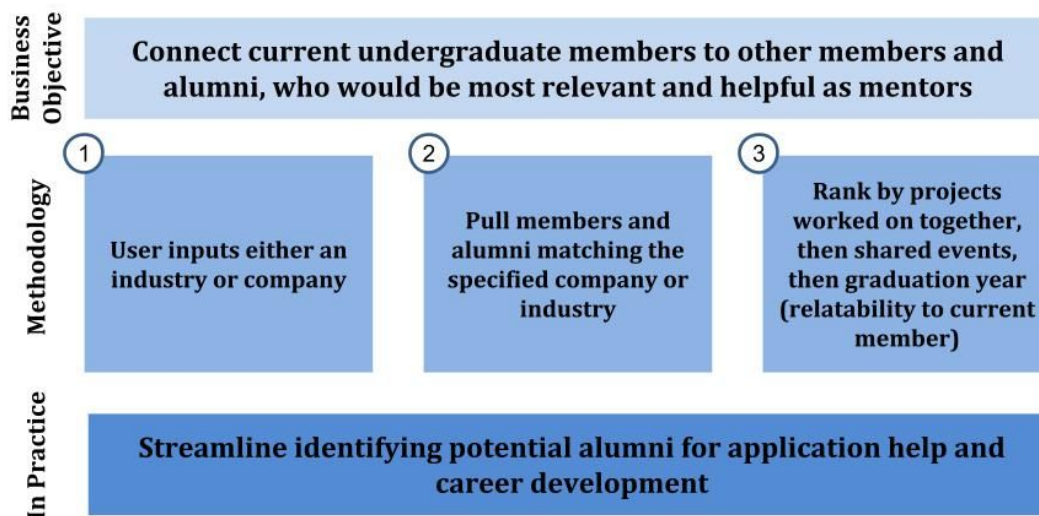 Business
Objective
Connect current undergraduate members to other members and
alumni, who would be most relevant and helpful as mentors
Methodology
1
User inputs either an
industry or company
2
Pull members and
alumni matching the
specified company or
industry
3
Rank by projects
worked on together,
then shared events,
then graduation year
(relatability to current
member)
In Practice
Streamline identifying potential alumni for application help and
career development